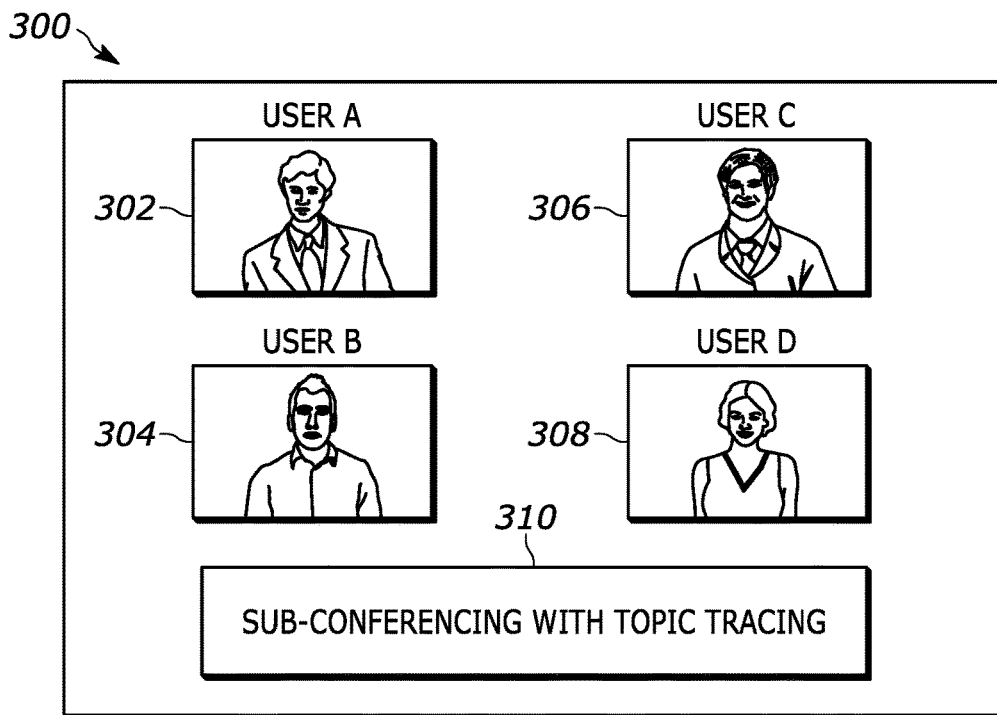 300
USER A
USER C
302
306
USER B
USER D
304
308
310
SUB-CONFERENCING WITH TOPIC TRACING